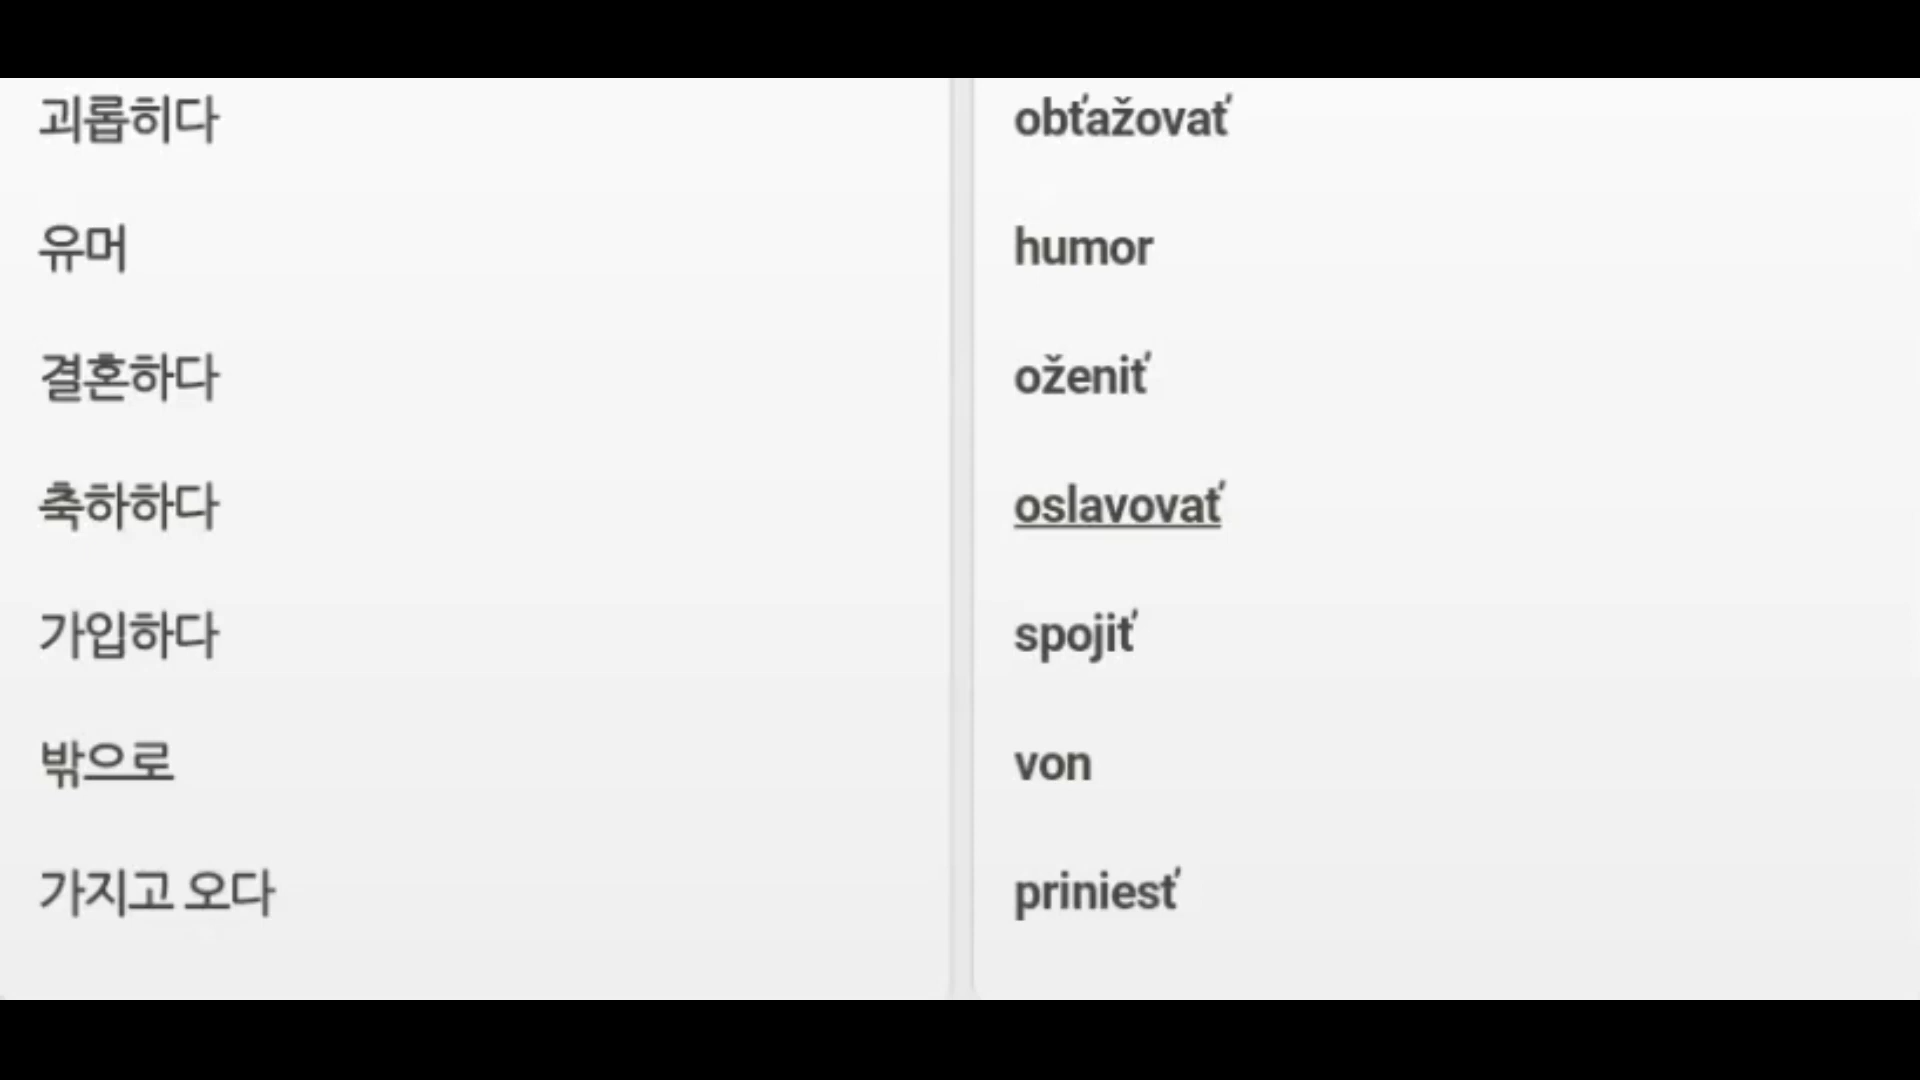 괴롭히다 obťažovať
유머 humor
결혼하다 oženiť
축하하다 oslavovať
가입하다 spojiť
밖으로 von
가지고 오다 priniesť